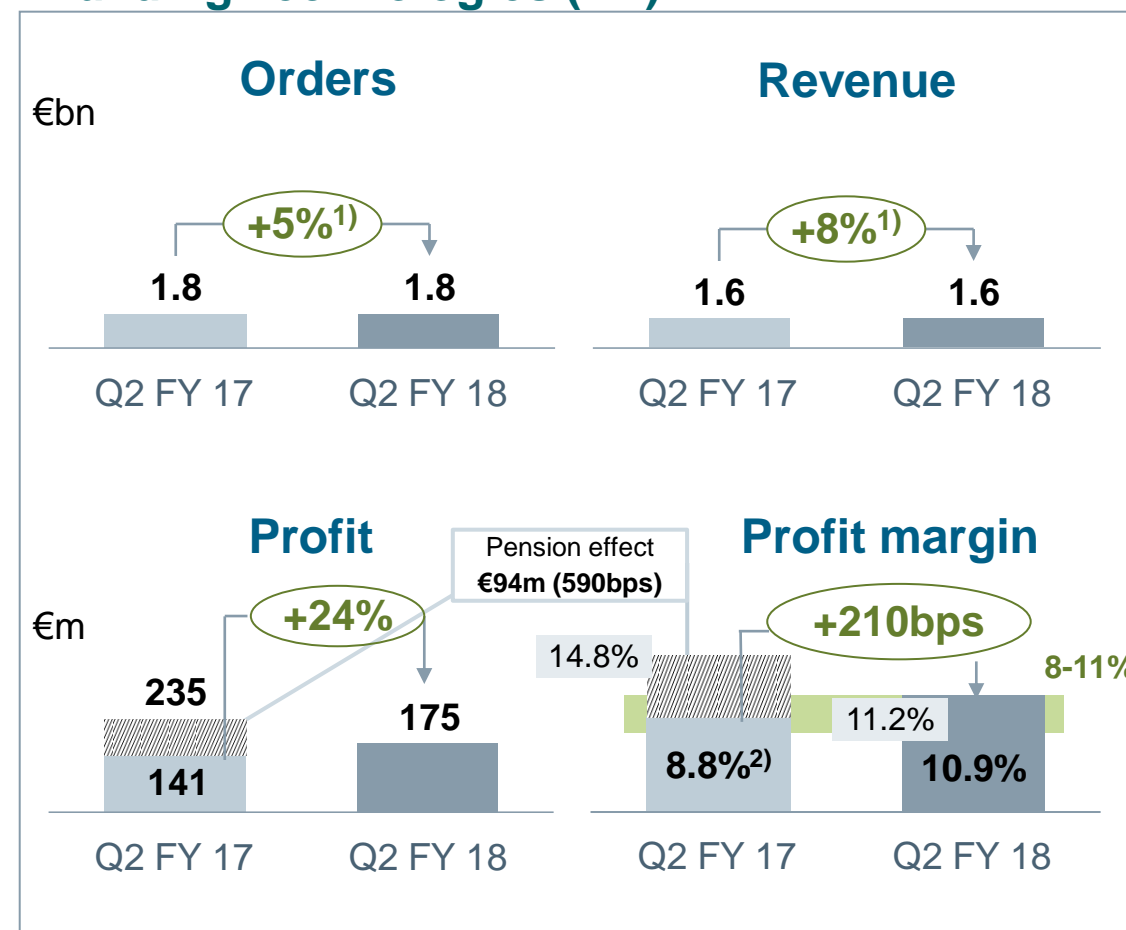 Orders Revenue
€bn
+5%1) +8%1)
1.8 1.8 1.6 1.6
Q2 FY 17 Q2 FY 18 Q2 FY 17 Q2 FY 18
Profit Profit margin
Pension effect
€94m (590bps)
€m
+24% +210bps
14.8% 8-11%
235 175 11.2%
141 8.8%2) 10.9%
Q2 FY 17 Q2 FY 18 Q2 FY 17 Q2 FY 18